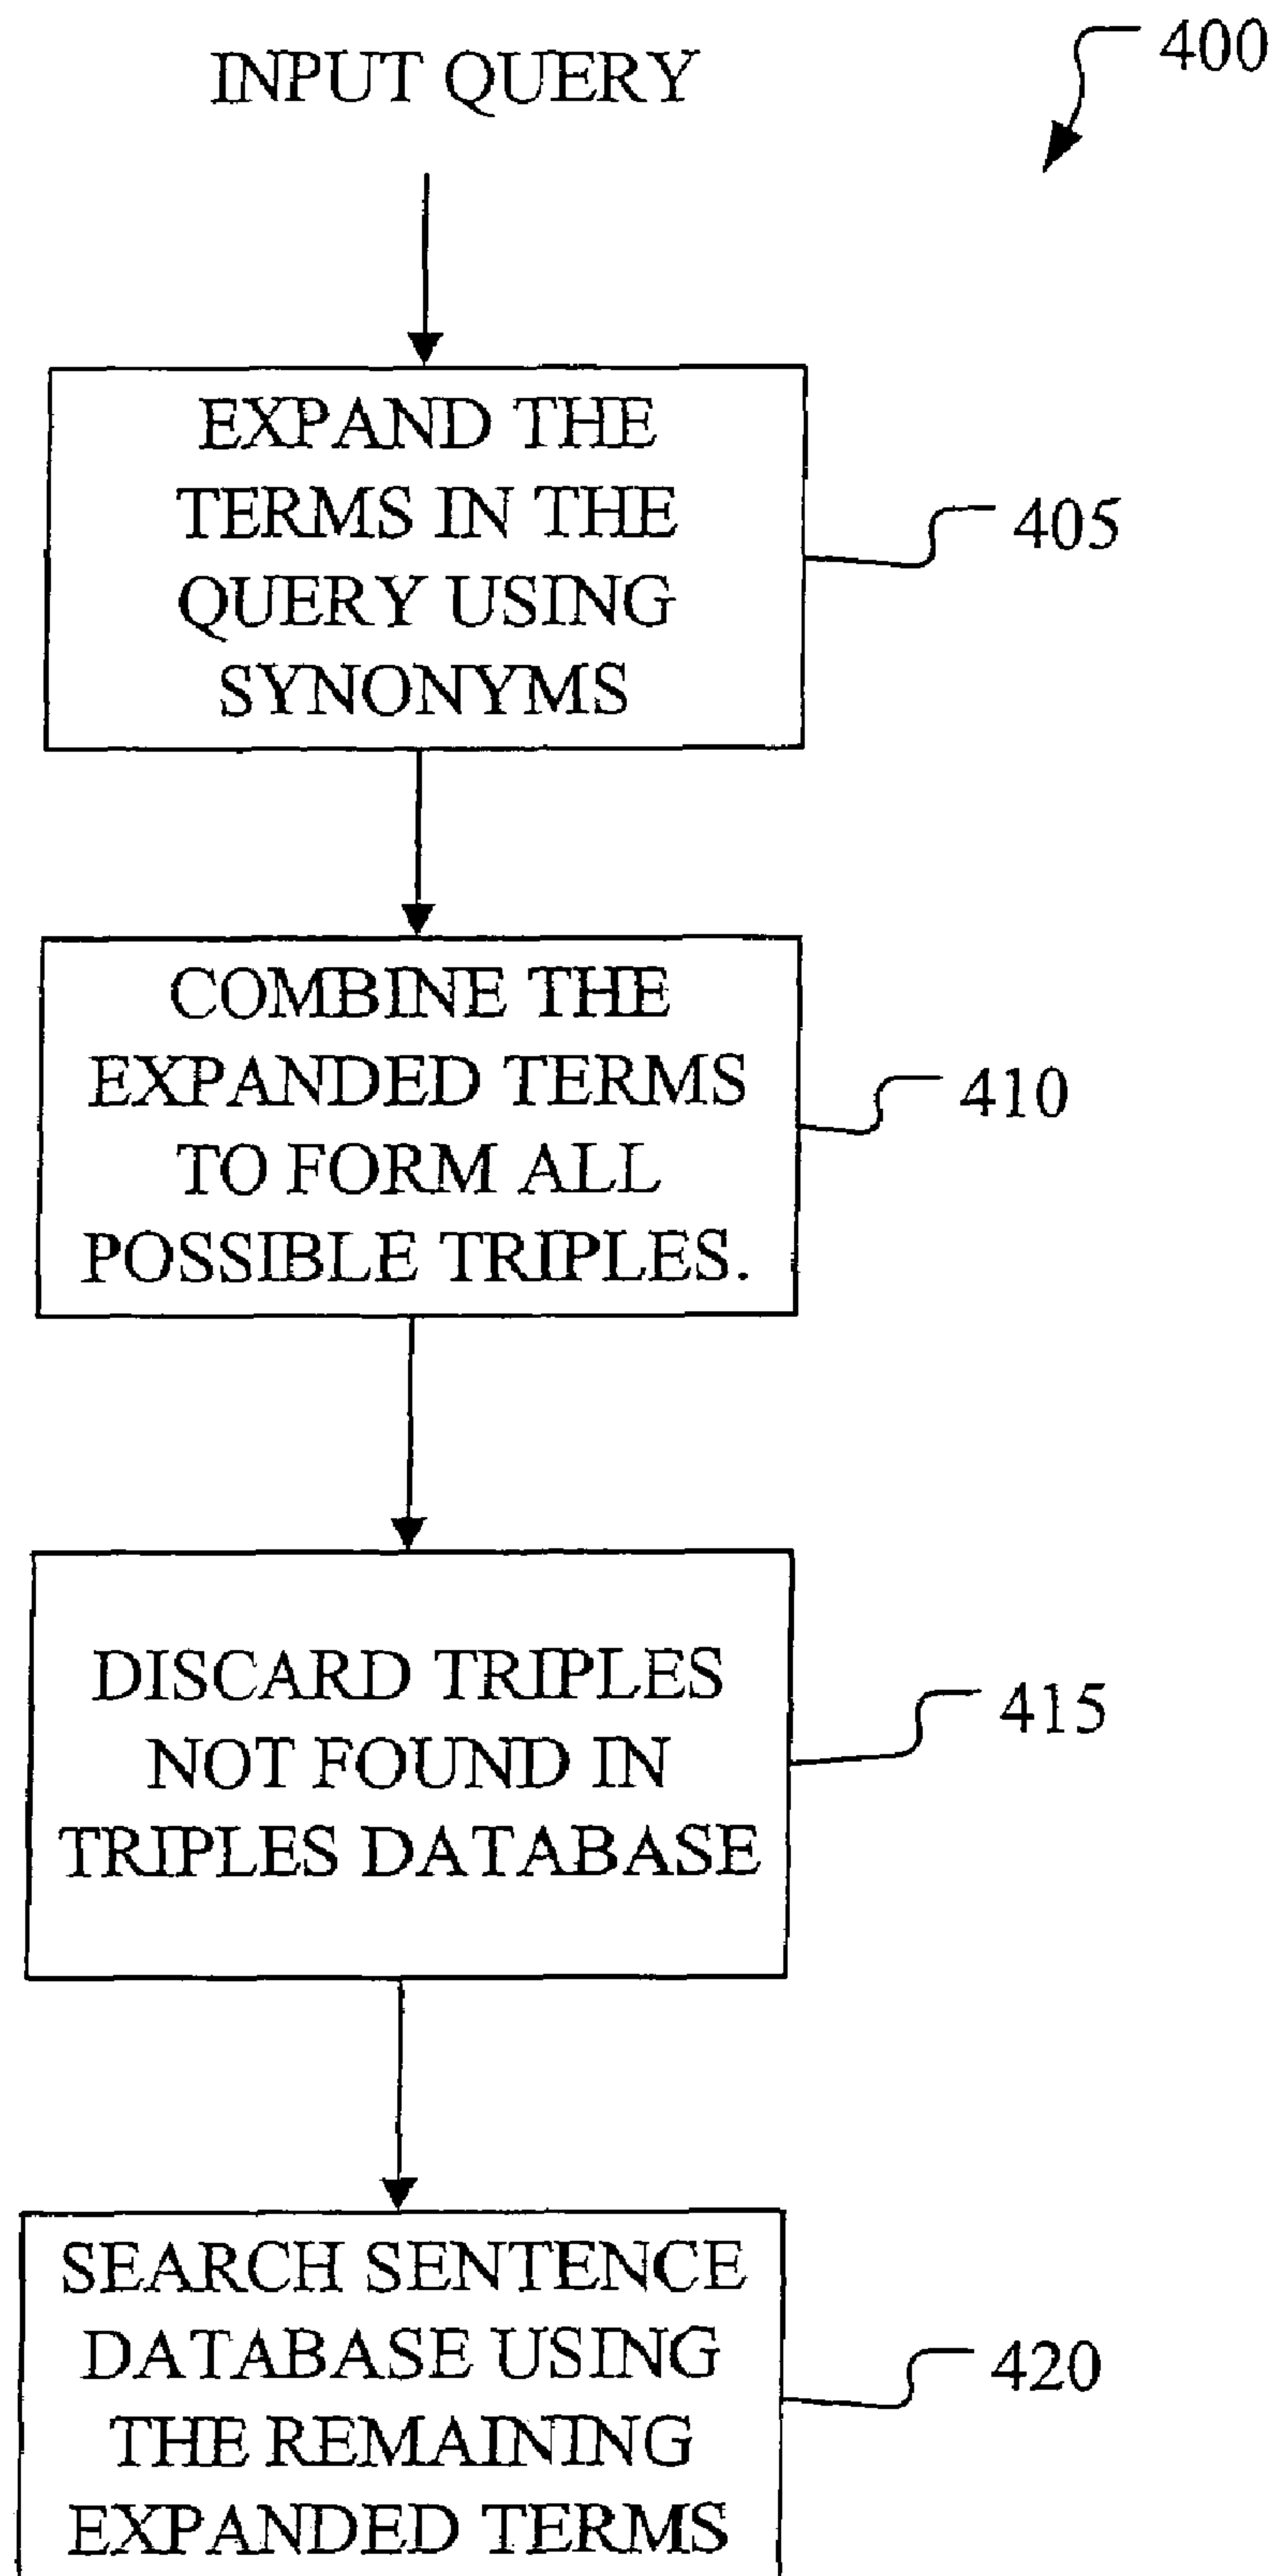 INPUT QUERY
400
EXPAND THE
TERMS IN THE
QUERY USING
SYNONYMS
405
COMBINE THE
EXPANDED TERMS
TO FORM ALL
POSSIBLE TRIPLES.
410
DISCARD TRIPLES
NOT FOUND IN
TRIPLES DATABASE
415
SEARCH SENTENCE
DATABASE USING
THE REMAINING
EXPANDED TERMS
420